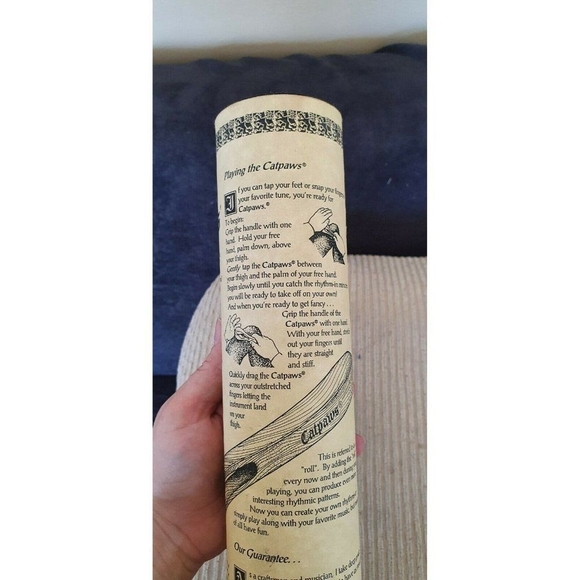 Playing the Catpaws®
If you can tap your feet or snap your fingers
your favorite tune, you're ready for
Catpaws.®
To begin:
Grip the handle with one
hand. Hold your free
hand, palm down, above
your thigh.
Gently tap the Catpaws® between
your thigh and the palm of your free hand.
Begin slowly until you catch the rhythm-in
you will be ready to take off on your own!
And when you're ready to get fancy . . .
Grip the handle of the
Catpaws® with one hand
With your free hand,
out your fingers until
they are straight
and stiff.
Quickly drag the Catpaws®
across your outstretched
fingers letting the
instrument land
on your
thigh.
Catpaws®
This is referred
"roll". By adding the
every now and then
playing, you can produce even
interesting rhythmic patterns.
Now you can create your own
simply play along with your favorite music,
of all have fun.
Our Guarantee. . .
As a craftsman and musician, I take